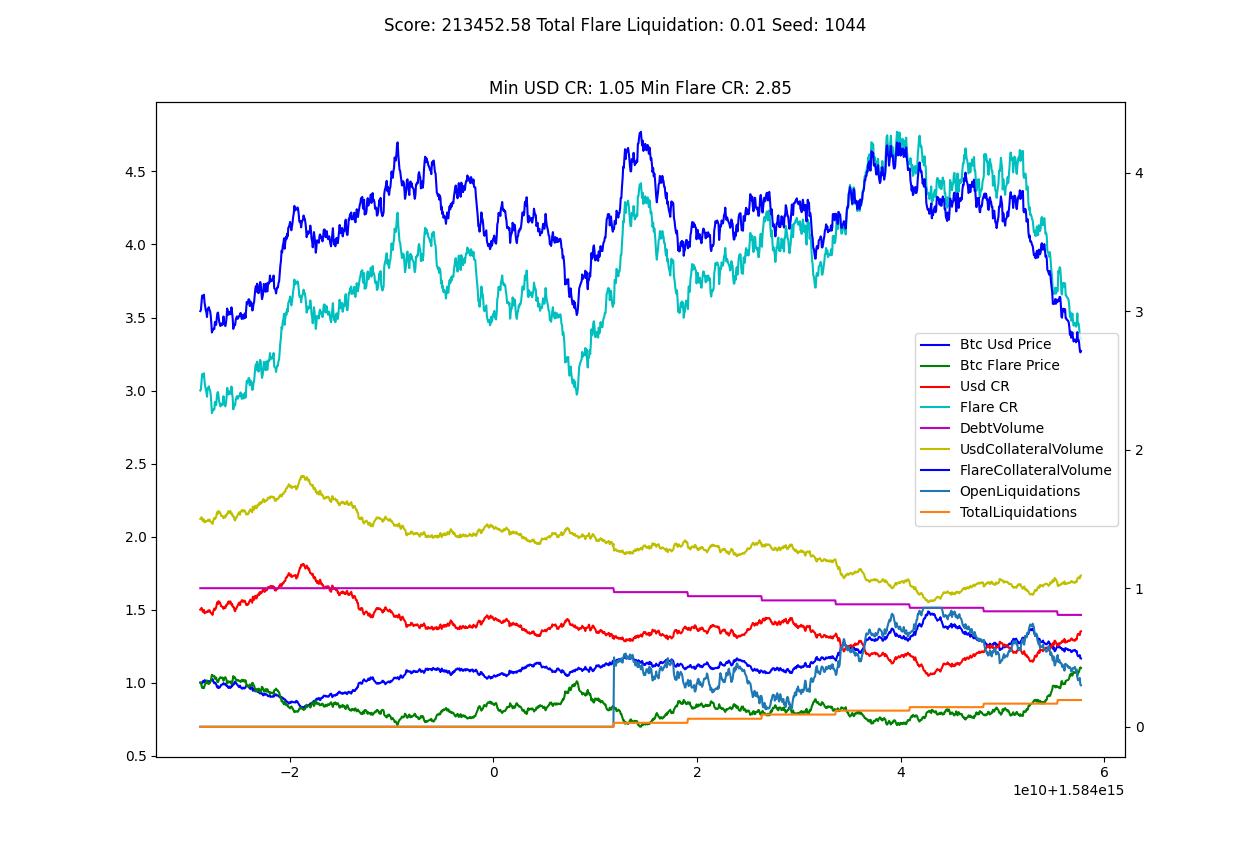 Score: 213452.58 Total Flare Liquidation: 0.01 Seed: 1044
Min USD CR: 1.05 Min Flare CR: 2.85
4.5
4.0
3.5
3.0
2.5
2.0
1.5
1.0
0.5
4
3
2
1
0
Btc Usd Price
Btc Flare Price
Usd CR
Flare CR
DebtVolume
UsdCollateralVolume
FlareCollateralVolume
OpenLiquidations
TotalLiquidations
−2 0 2 4 6
1e10+1.584e15